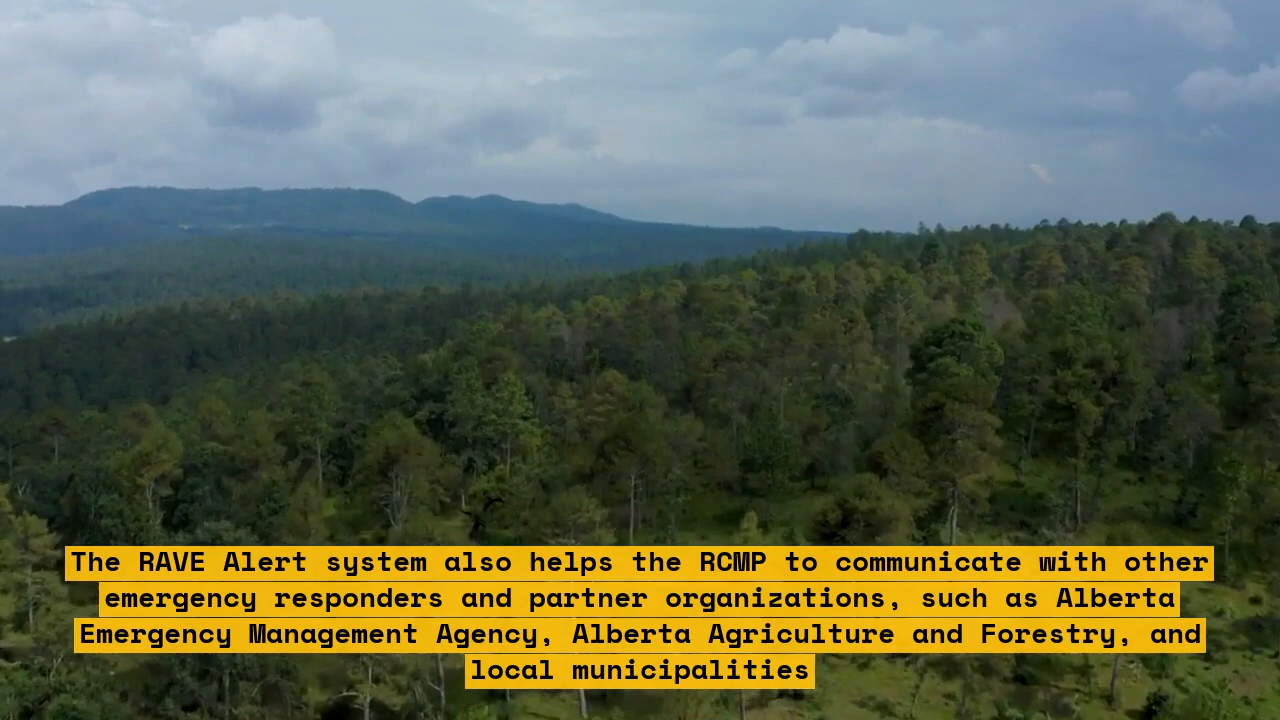 The RAVE Alert system also helps the RCMP to communicate with other
emergency responders and partner organizations, such as Alberta
Emergency Management Agency, Alberta Agriculture and Forestry, and
local municipalities